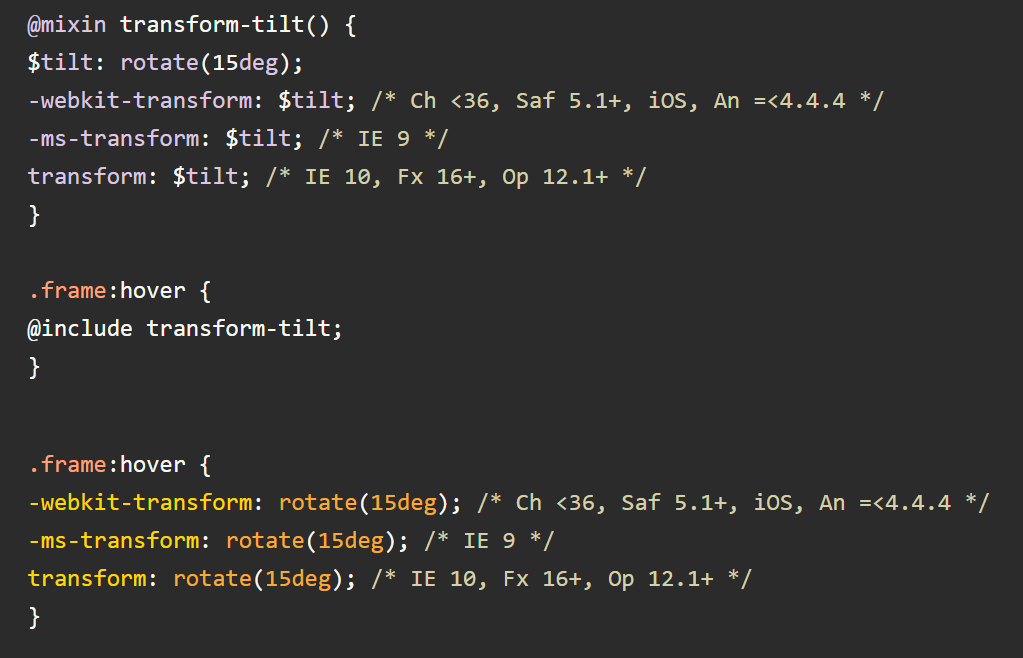 @mixin transform-tilt() {
$tilt: rotate(15deg);
-webkit-transform: $tilt; /* Ch <36, Saf 5.1+, iOS, An =<4.4.4 */
-ms-transform: $tilt; /* IE 9 */
transform: $tilt; /* IE 10, Fx 16+, Op 12.1+ */
}
.frame:hover {
@include transform-tilt;
}
.frame:hover {
-webkit-transform: rotate(15deg); /* Ch <36, Saf 5.1+, iOS, An =<4.4.4 */
-ms-transform: rotate(15deg); /* IE 9 */
transform: rotate(15deg); /* IE 10, Fx 16+, Op 12.1+ */
}